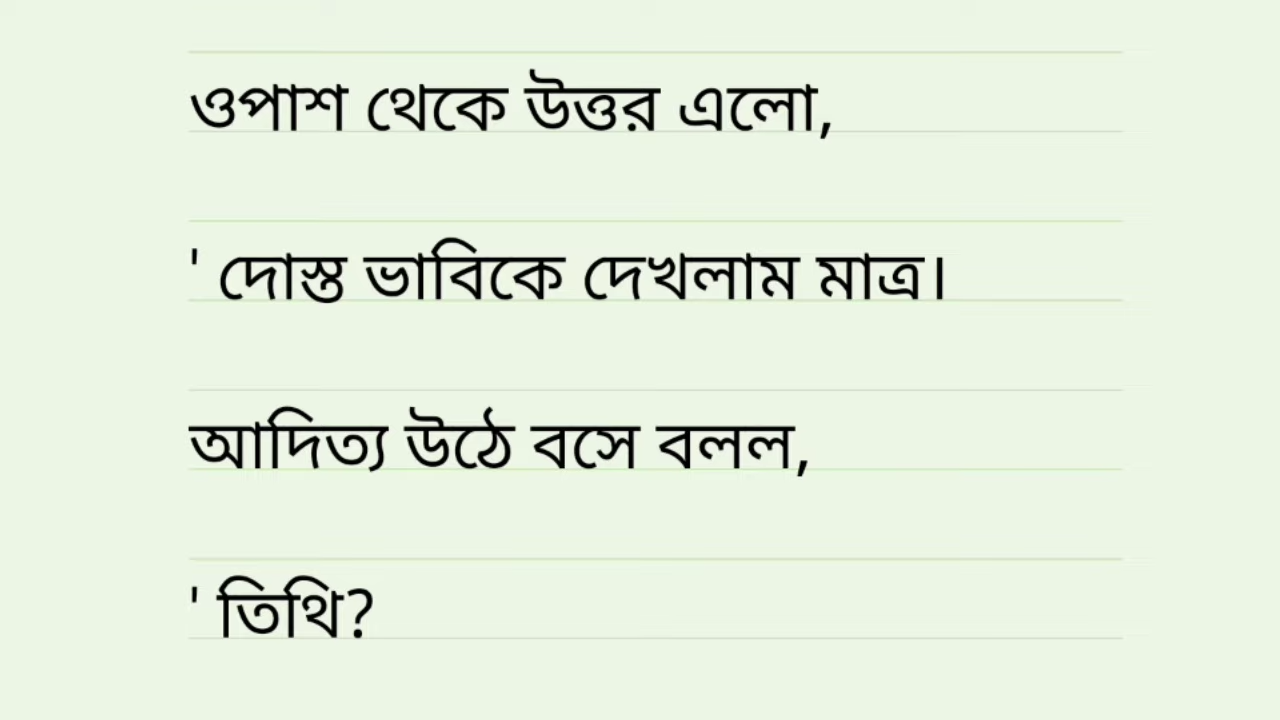 ওপাশ থেকে উত্তর এলো,
' দোস্ত ভাবিকে দেখলাম মাত্র।
আদিত্য উঠে বসে বলল,
' তিথি?